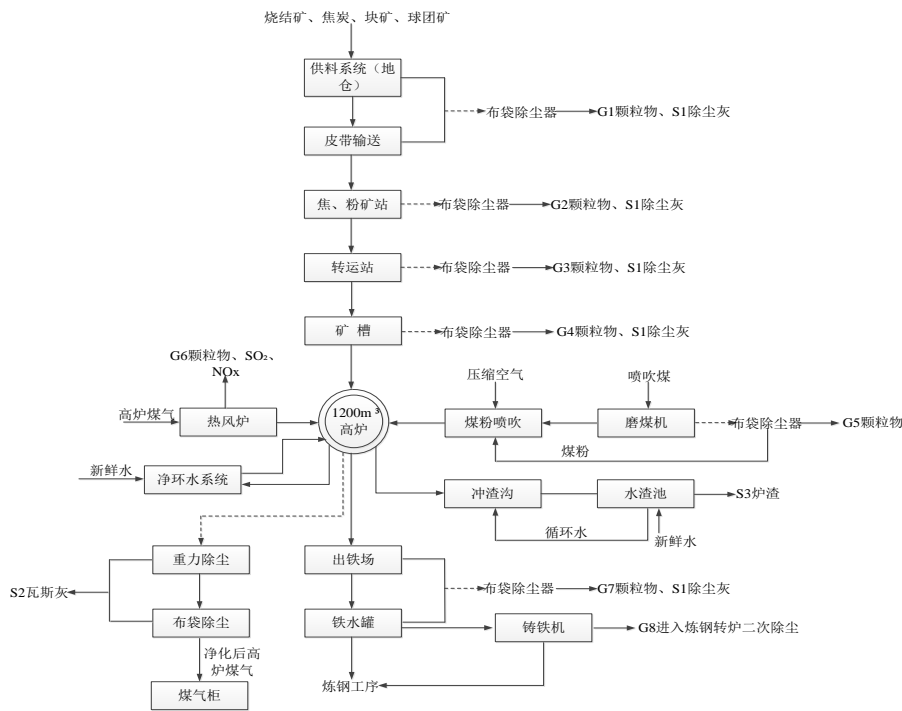 烧结矿、焦炭、块矿、球团矿
供料系统（地
仓）
布袋除尘器
G1颗粒物、S1除尘灰
皮带输送
焦、粉矿站
布袋除尘器
G2颗粒物、S1除尘灰
转运站
布袋除尘器
G3颗粒物、S1除尘灰
矿 槽
布袋除尘器
G4颗粒物、S1除尘灰
G6颗粒物、SO₂、
NOx
压缩空气
喷吹煤
高炉煤气
热风炉
1200m³
高炉
煤粉喷吹
磨煤机
布袋除尘器
G5颗粒物
煤粉
新鲜水
净环水系统
冲渣沟
水渣池
S3炉渣
循环水
新鲜水
重力除尘
出铁场
S2瓦斯灰
布袋除尘器
G7颗粒物、S1除尘灰
布袋除尘
铁水罐
铸铁机
G8进入炼钢转炉二次除尘
净化后高
炉煤气
煤气柜
炼钢工序